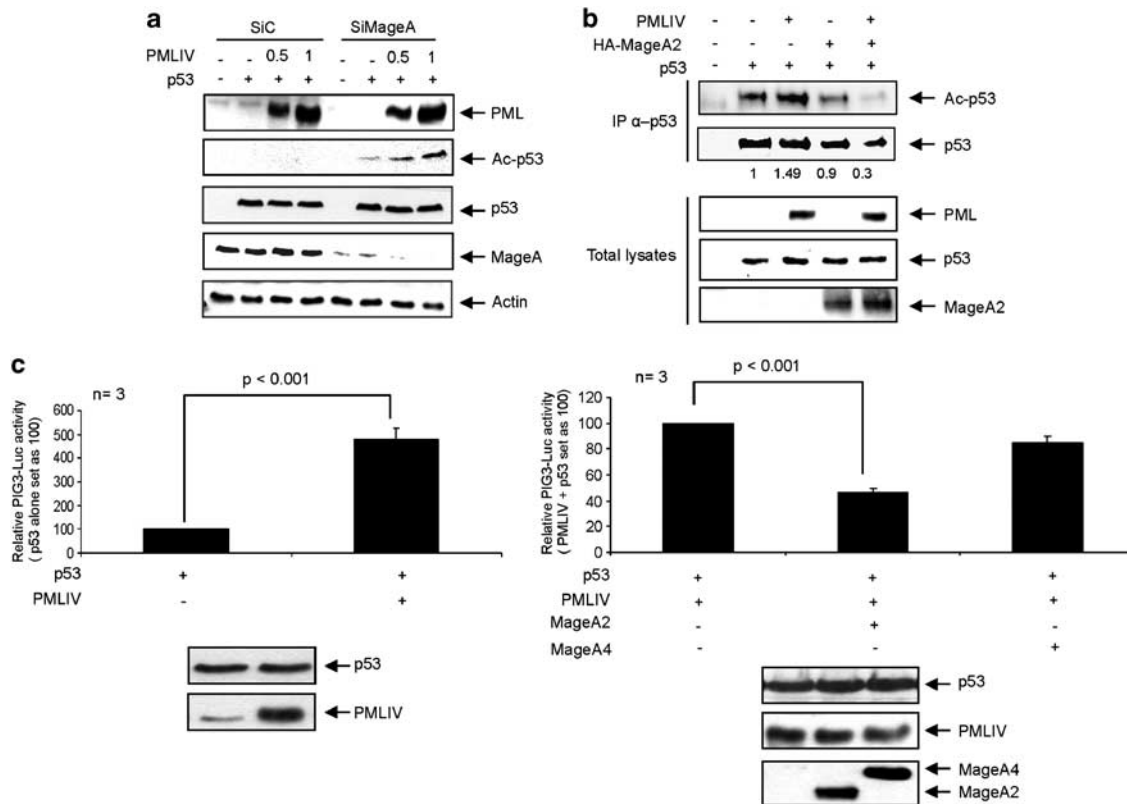 a
SiC SiMageA
PMLIV - - 0.5 1 - - 0.5 1
p53 - + + + - + + +
PML
Ac-p53
p53
MageA
Actin
b
PMLIV - - + - +
HA-MageA2 - - - + +
p53 - + + + +
IP α–p53
Ac-p53
p53
1 1.49 0.9 0.3
Total lysates
PML
p53
MageA2
c
n= 3
p < 0.001
Relative PIG3-Luc activity
( p53 alone set as 100)
600
500
400
300
200
100
0
p53 + +
PMLIV - +
p53
PMLIV
n= 3
p < 0.001
Relative PIG3-Luc activity
( PMLIV + p53 set as 100)
120
100
80
60
40
20
0
p53 + + +
PMLIV + + +
MageA2 - + -
MageA4 - - +
p53
PMLIV
MageA4
MageA2